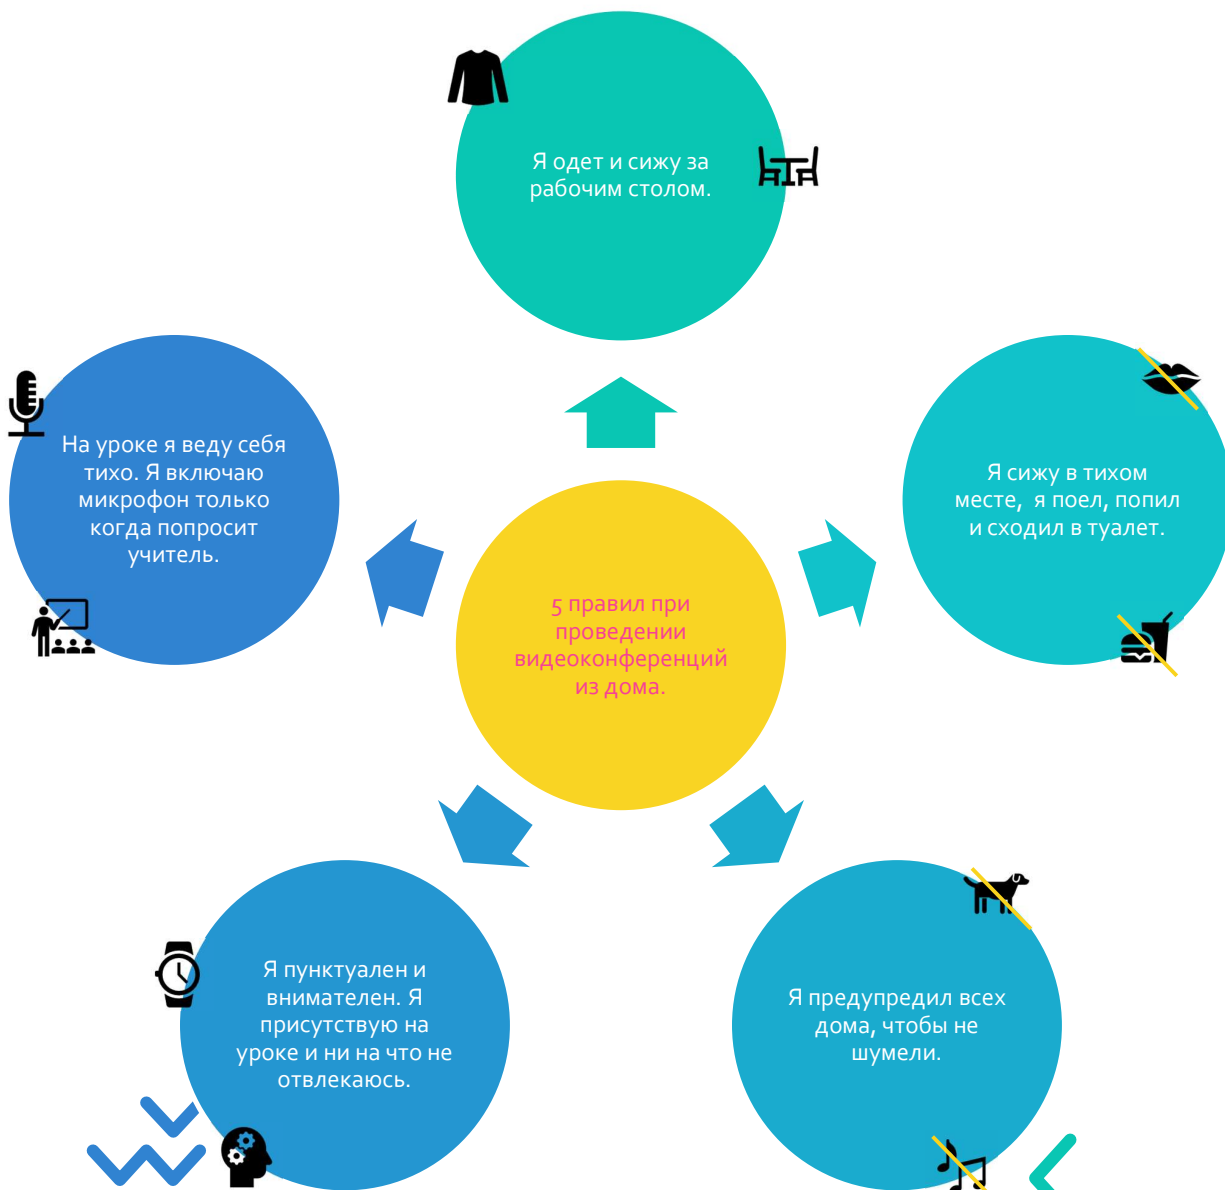 5 правил при
проведении
видеоконференций
из дома.
Я одет и сижу за
рабочим столом.
Я сижу в тихом
месте, я поел, попил
и сходил в туалет.
Я предупредил всех
дома, чтобы не
шумели.
Я пунктуален и
внимателен. Я
присутствую на
уроке и ни на что не
отвлекаюсь.
На уроке я веду себя
тихо. Я включаю
микрофон только
когда попросит
учитель.